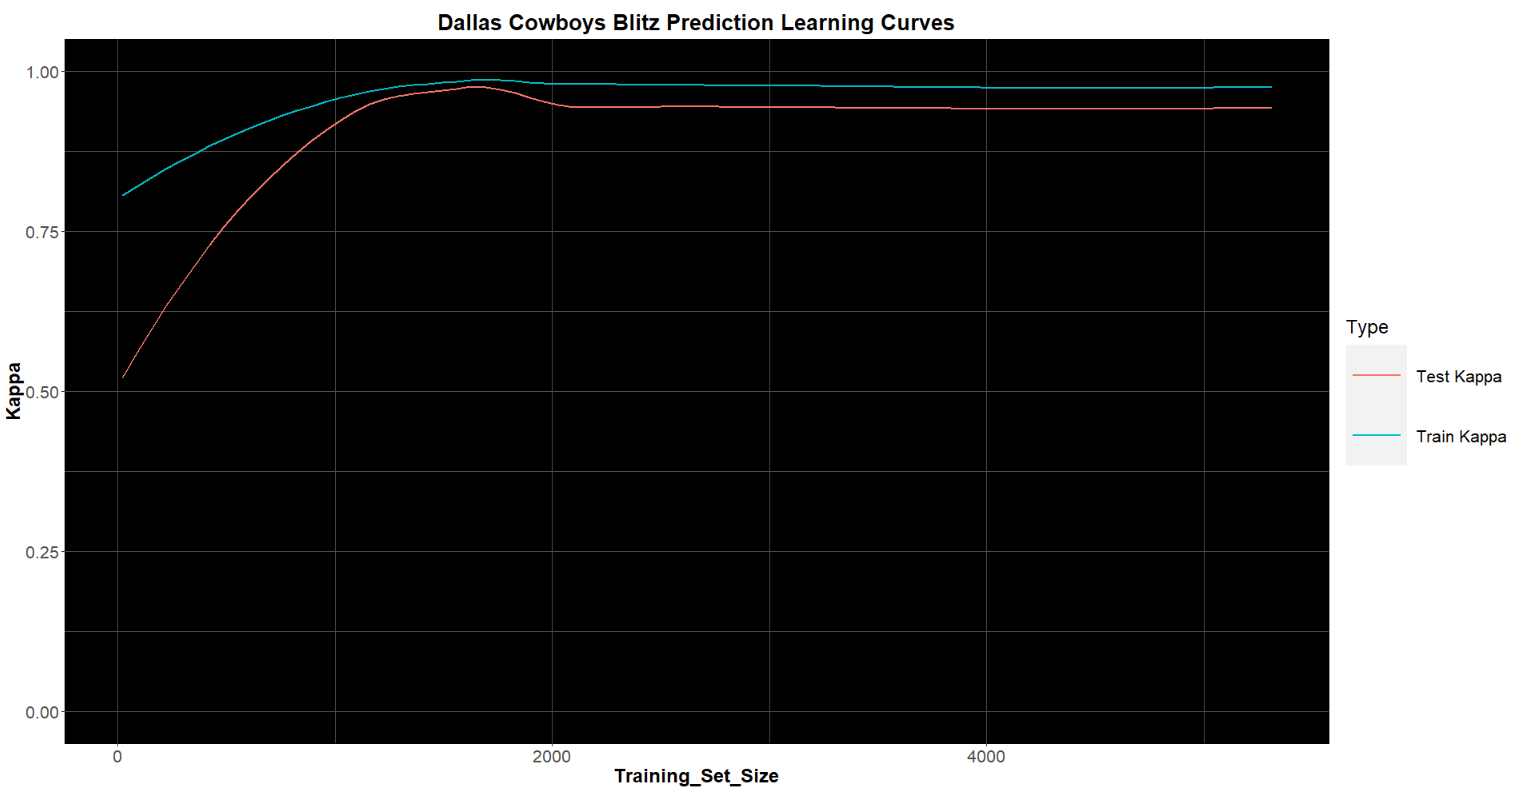 Dallas Cowboys Blitz Prediction Learning Curves
Kappa
1.00
0.75
0.50
0.25
0.00
0
2000
4000
Training_Set_Size
Type
Test Kappa
Train Kappa